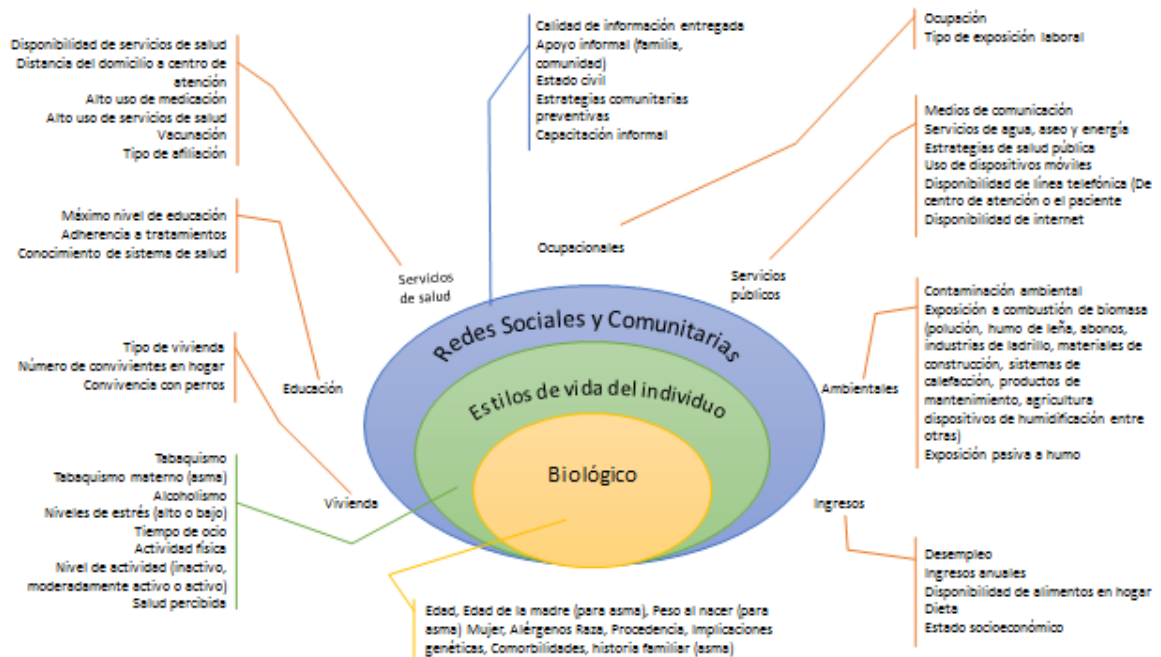 Disponibilidad de servicios de salud
Distancia del domicilio a centro de
atención
Alto uso de medicación
Alto uso de servicios de salud
Vacunación
Tipo de afiliación
Calidad de información entregada
Apoyo informal (familia,
comunidad)
Estado civil
Estrategias comunitarias
preventivas
Capacitación informal
Ocupación
Tipo de exposición laboral
Medios de comunicación
Servicios de agua, aseo y energía
Estrategias de salud pública
Uso de dispositivos móviles
Disponibilidad de línea telefónica (De
centro de atención o el paciente
Disponibilidad de internet
Máximo nivel de educación
Adherencia a tratamientos
Conocimiento de sistema de salud
Servicios
de salud
Ocupacionales
Servicios
públicos
Tipo de vivienda
Número de convivientes en hogar
Convivencia con perros
Educación
Redes Sociales y Comunitarias
Estilos de vida del individuo
Biológico
Ambientales
Contaminación ambiental
Exposición a combustión de biomasa
(polución, humo de leña, abonos,
industrias de ladrillo, materiales de
construcción, sistemas de
calefacción, productos de
mantenimiento, agricultura
dispositivos de humidificación entre
otras)
Exposición pasiva a humo
Tabaquismo
Tabaquismo materno (asma)
Alcoholismo
Niveles de estrés (alto o bajo)
Tiempo de ocio
Actividad física
Nivel de actividad (inactivo,
moderadamente activo o activo)
Salud percibida
Vivienda
Ingresos
Desempleo
Ingresos anuales
Disponibilidad de alimentos en hogar
Dieta
Estado socioeconómico
Edad, Edad de la madre (para asma), Peso al nacer (para
asma) Mujer, Alérgenos Raza, Procedencia, Implicaciones
genéticas, Comorbilidades, historia familiar (asma)